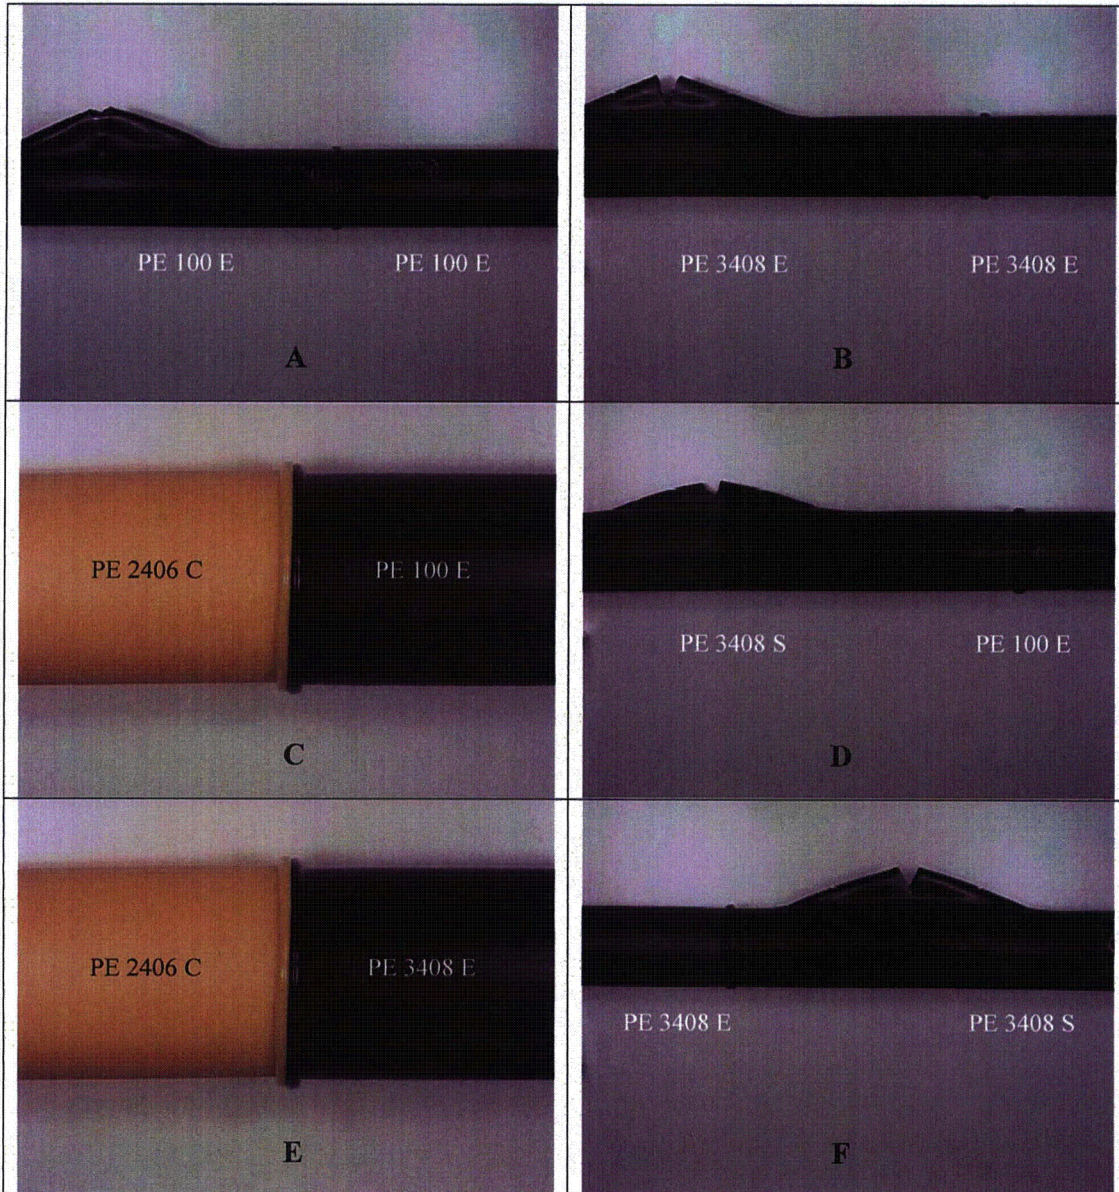 PE 100 E PE 100 E
A
PE 3408 E PE 3408 E
B
PE 2406 C PE 100 E
C
PE 3408 S PE 100 E
D
PE 2406 C PE 3408 E
E
PE 3408 E PE 3408 S
F